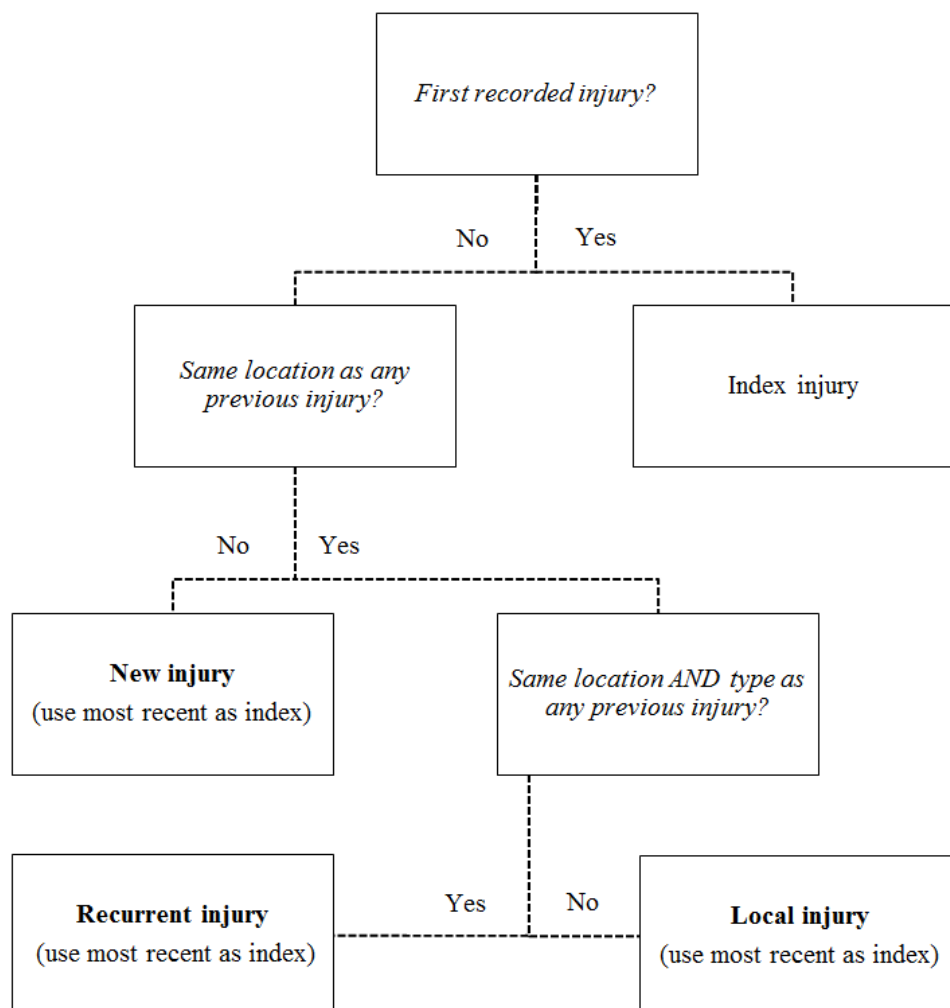 First recorded injury?
No
Yes
Same location as any
previous injury?
Index injury
No
Yes
New injury
(use most recent as index)
Same location AND type as
any previous injury?
Yes
No
Recurrent injury
(use most recent as index)
Local injury
(use most recent as index)